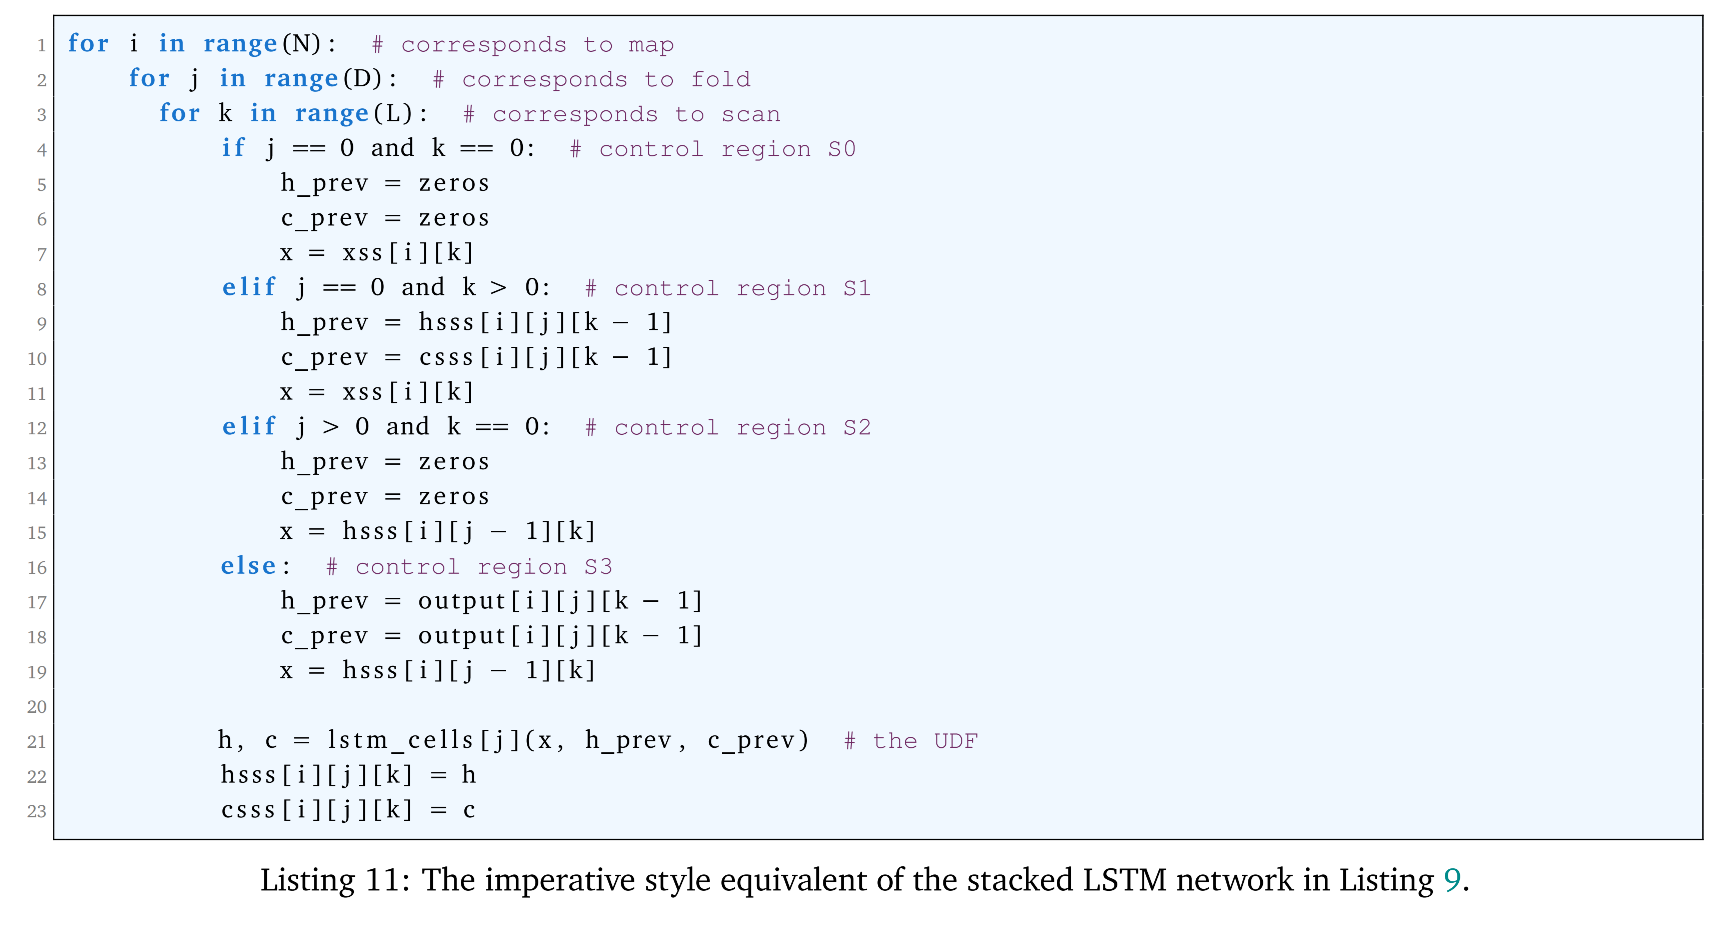 1 for i in range(N): # corresponds to map
2 for j in range(D): # corresponds to fold
3 for k in range(L): # corresponds to scan
4 if j == 0 and k == 0: # control region S0
5 h_prev = zeros
6 c_prev = zeros
7 x = xss[i][k]
8 elif j == 0 and k > 0: # control region S1
9 h_prev = hsss[i][j][k − 1]
10 c_prev = csss[i][j][k − 1]
11 x = xss[i][k]
12 elif j > 0 and k == 0: # control region S2
13 h_prev = zeros
14 c_prev = zeros
15 x = hsss[i][j − 1][k]
16 else: # control region S3
17 h_prev = output[i][j][k − 1]
18 c_prev = output[i][j][k − 1]
19 x = hsss[i][j − 1][k]
20
21 h, c = lstm_cells[j](x, h_prev, c_prev) # the UDF
22 hsss[i][j][k] = h
23 csss[i][j][k] = c
Listing 11: The imperative style equivalent of the stacked LSTM network in Listing 9.